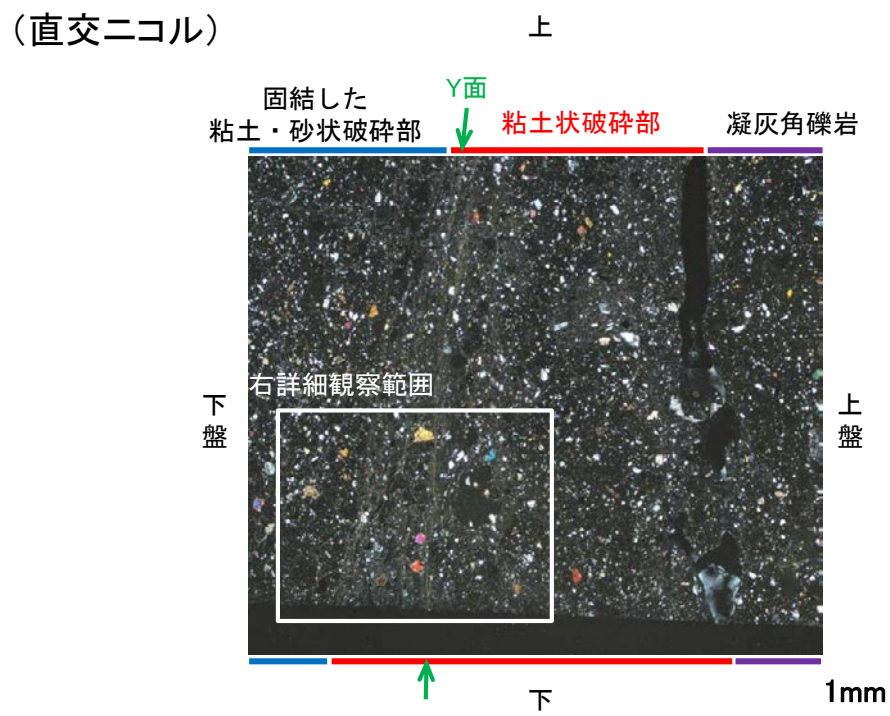 （直交ニコル）
上
固結した
粘土・砂状破砕部
Y面
粘土状破砕部
凝灰角礫岩
右詳細観察範囲
下
盤
上
盤
下
1mm